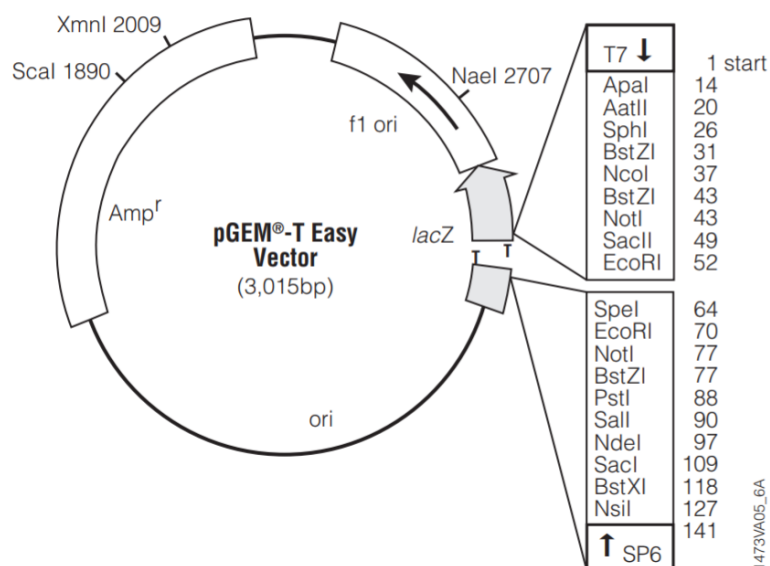 XmnI 2009
ScaI 1890
NaeI 2707
f1 ori
Ampr
pGEM®-T Easy
Vector
(3,015bp)
lacZ
T
T
ori
T7 ↓
1 start
ApaI 14
AatII 20
SphI 26
BstZI 31
NcoI 37
BstZI 43
NotI 43
SacII 49
EcoRI 52
SpeI 64
EcoRI 70
NotI 77
BstZI 77
PstI 88
SalI 90
NdeI 97
SacI 109
BstXI 118
NsiI 127
141
↑ SP6
1473VA05_6A